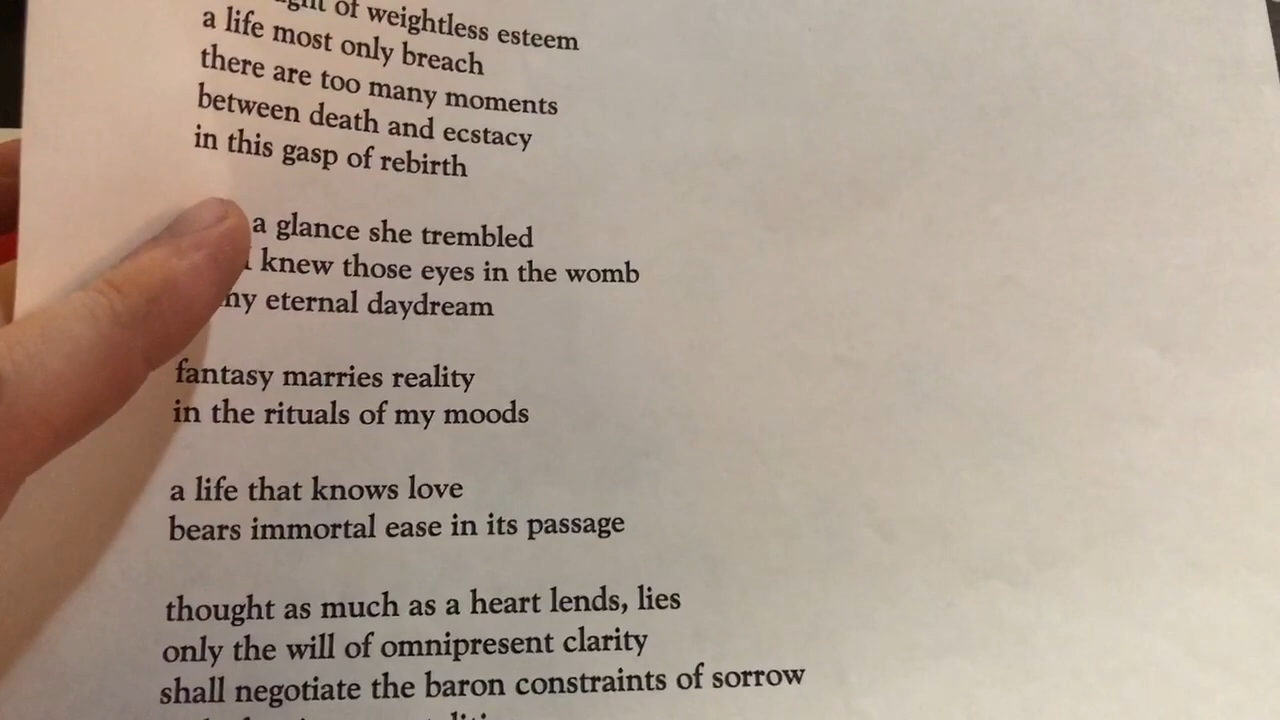 of weightless esteem
a life most only breach
there are too many moments
between death and ecstacy
in this gasp of rebirth
a glance she trembled
knew those eyes in the womb
eternal daydream
fantasy marries reality
in the rituals of my moods
a life that knows love
bears immortal ease in its passage
thought as much as a heart lends, lies
only the will of omnipresent clarity
shall negotiate the baron constraints of sorrow